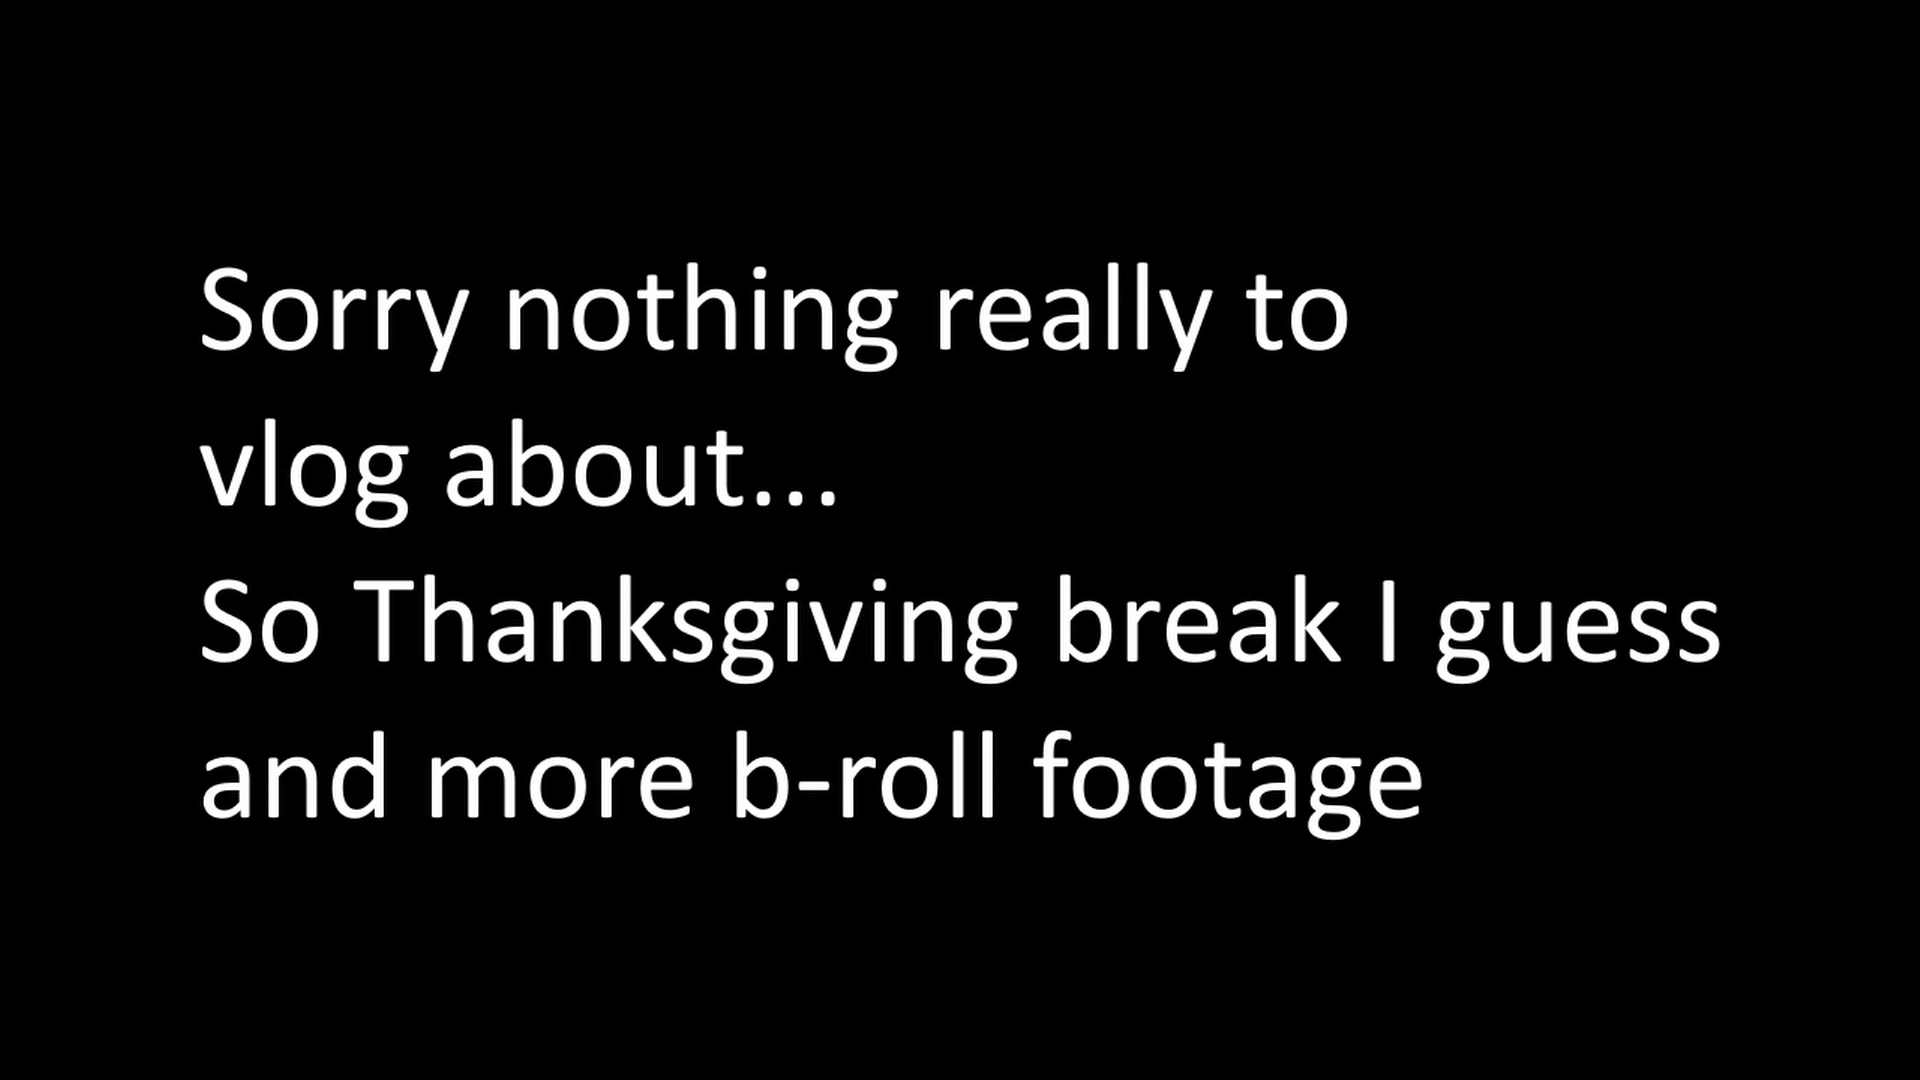 Sorry nothing really to
vlog about...
So Thanksgiving break I guess
and more b-roll footage